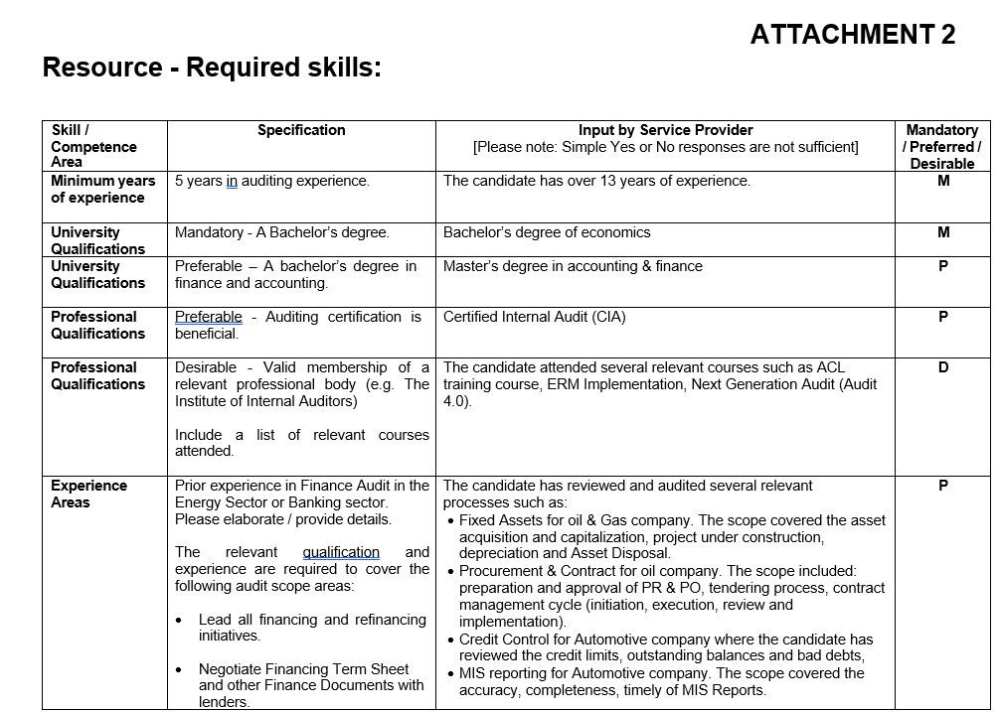 ATTACHMENT 2
Resource - Required skills:
Skill /
Competence
Area
Specification
Input by Service Provider
[Please note: Simple Yes or No responses are not sufficient]
Mandatory
/ Preferred /
Desirable
Minimum years
of experience
5 years in auditing experience.
The candidate has over 13 years of experience.
M
University
Qualifications
Mandatory - A Bachelor's degree.
Bachelor's degree of economics
M
University
Qualifications
Preferable – A bachelor's degree in
finance and accounting.
Master's degree in accounting & finance
P
Professional
Qualifications
Preferable - Auditing certification is
beneficial.
Certified Internal Audit (CIA)
P
Professional
Qualifications
Desirable - Valid membership of a
relevant professional body (e.g. The
Institute of Internal Auditors)
Include a list of relevant courses
attended.
The candidate attended several relevant courses such as ACL
training course, ERM Implementation, Next Generation Audit (Audit
4.0).
D
Experience
Areas
Prior experience in Finance Audit in the
Energy Sector or Banking sector.
Please elaborate / provide details.
The relevant qualification and
experience are required to cover the
following audit scope areas:
• Lead all financing and refinancing
initiatives.
• Negotiate Financing Term Sheet
and other Finance Documents with
lenders.
The candidate has reviewed and audited several relevant
processes such as:
• Fixed Assets for oil & Gas company. The scope covered the asset
acquisition and capitalization, project under construction,
depreciation and Asset Disposal.
• Procurement & Contract for oil company. The scope included:
preparation and approval of PR & PO, tendering process, contract
management cycle (initiation, execution, review and
implementation).
• Credit Control for Automotive company where the candidate has
reviewed the credit limits, outstanding balances and bad debts,
• MIS reporting for Automotive company. The scope covered the
accuracy, completeness, timely of MIS Reports.
P